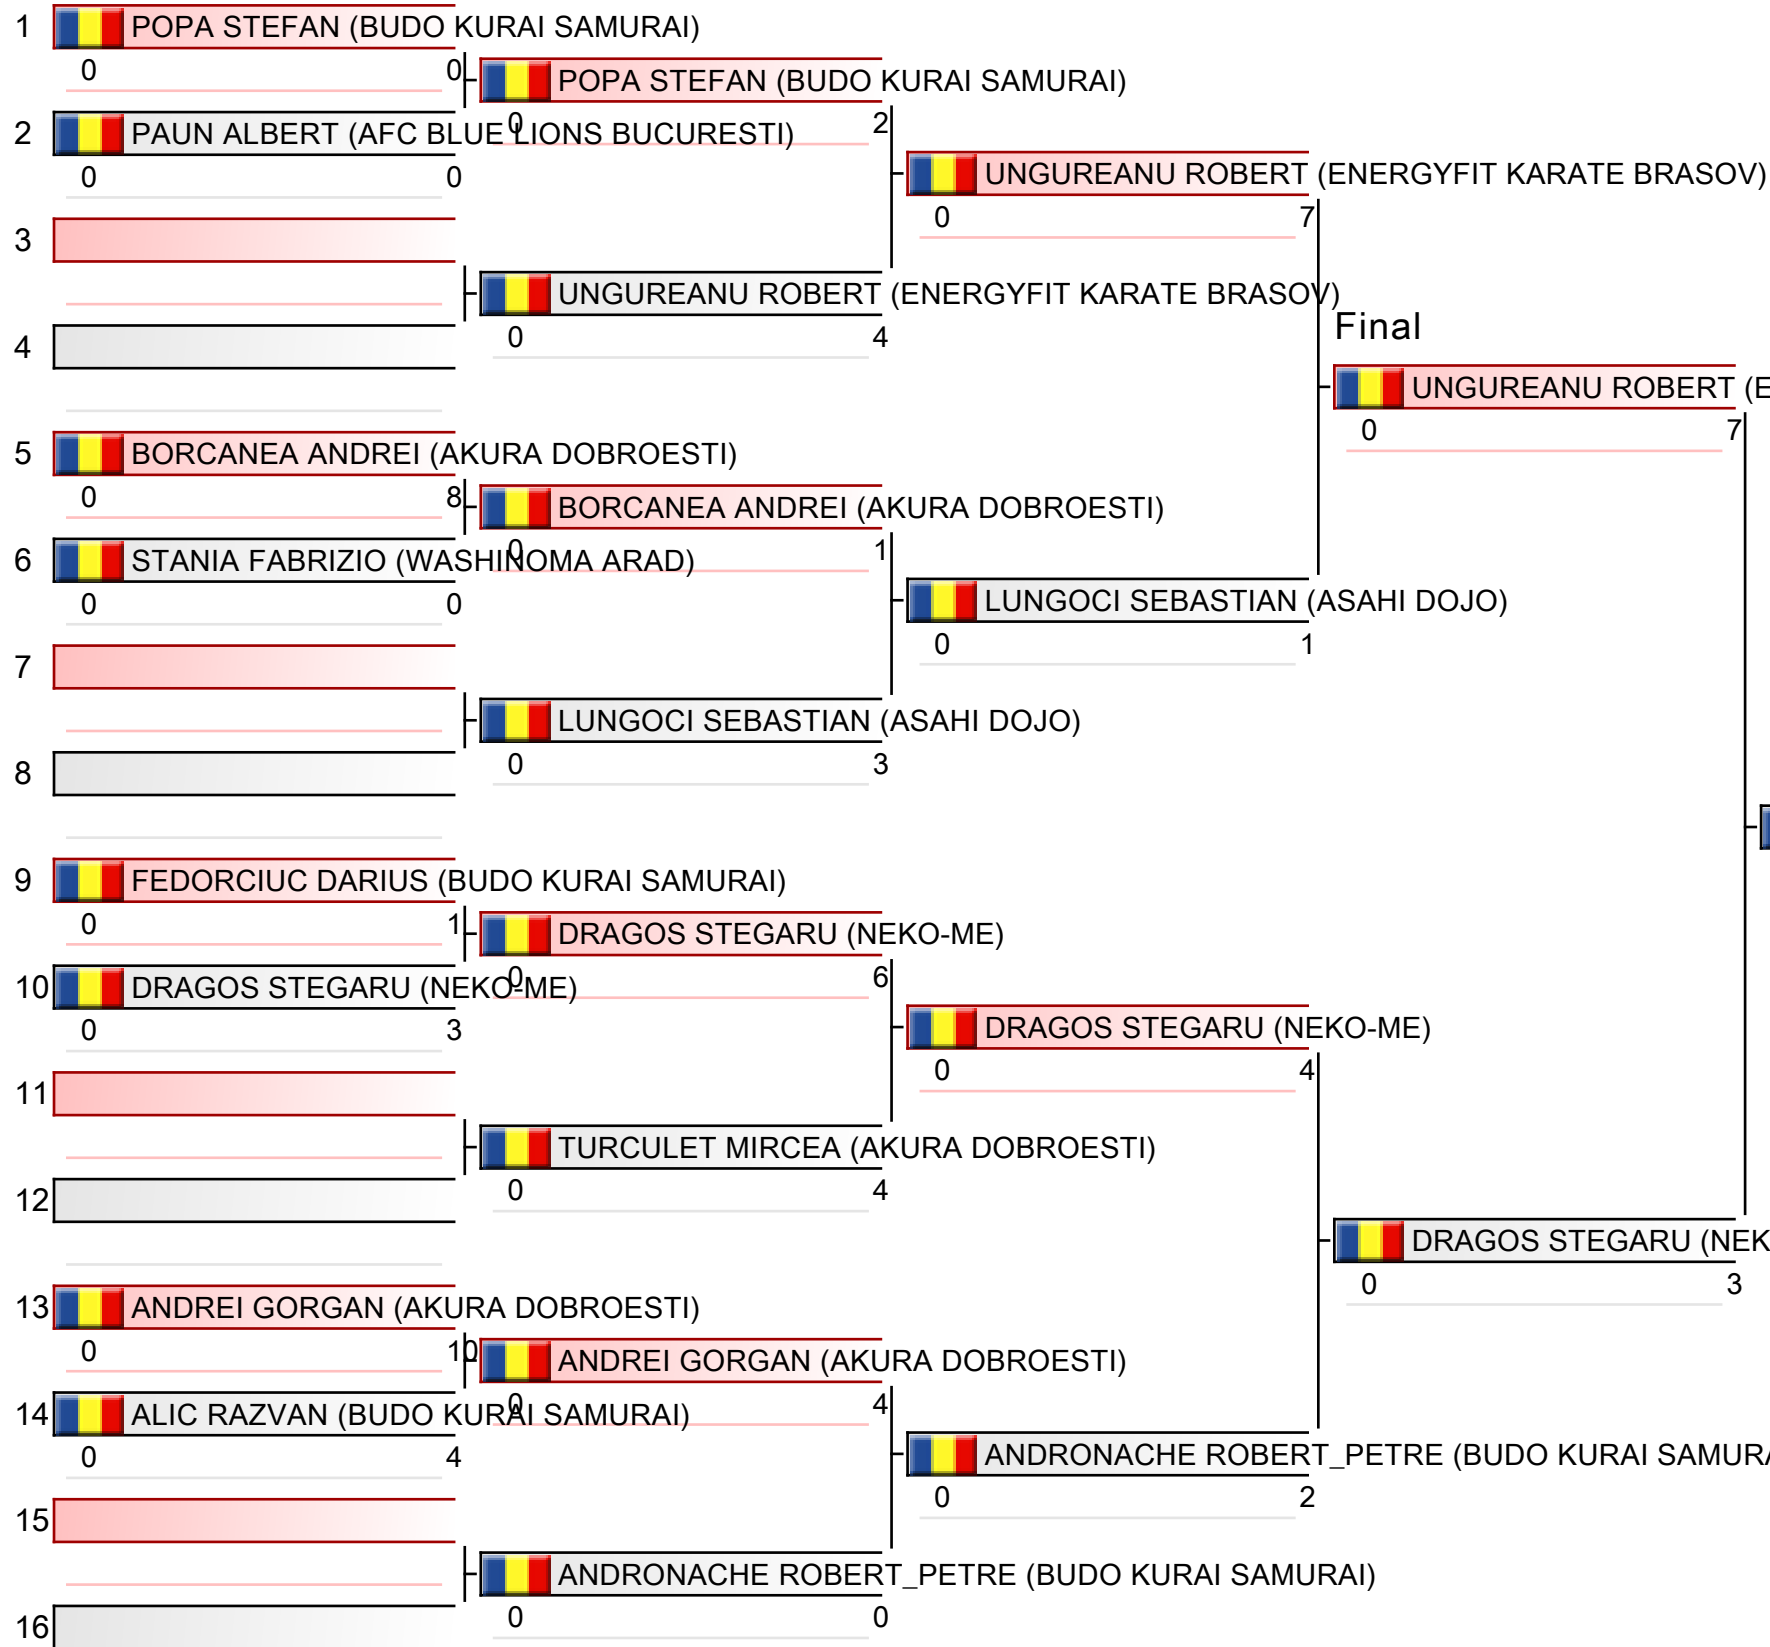 1 POPA STEFAN (BUDO KURAI SAMURAI)
0 0
POPA STEFAN (BUDO KURAI SAMURAI)
0 2
2 PAUN ALBERT (AFC BLUE LIONS BUCURESTI)
0 0
UNGUREANU ROBERT (ENERGYFIT KARATE BRASOV)
0 7
3
UNGUREANU ROBERT (ENERGYFIT KARATE BRASOV)
0 4
4
Final
UNGUREANU ROBERT (E
0 7
5 BORCANEA ANDREI (AKURA DOBROESTI)
0 8
BORCANEA ANDREI (AKURA DOBROESTI)
0 1
6 STANIA FABRIZIO (WASHINOMA ARAD)
0 0
LUNGOCI SEBASTIAN (ASAHI DOJO)
0 1
7
LUNGOCI SEBASTIAN (ASAHI DOJO)
0 3
8
9 FEDORCIUC DARIUS (BUDO KURAI SAMURAI)
0 1
DRAGOS STEGARU (NEKO-ME)
0 6
10 DRAGOS STEGARU (NEKO-ME)
0 3
DRAGOS STEGARU (NEKO-ME)
0 4
11
TURCULET MIRCEA (AKURA DOBROESTI)
0 4
12
DRAGOS STEGARU (NEK
0 3
13 ANDREI GORGAN (AKURA DOBROESTI)
0 10
ANDREI GORGAN (AKURA DOBROESTI)
0 4
14 ALIC RAZVAN (BUDO KURAI SAMURAI)
0 4
ANDRONACHE ROBERT_PETRE (BUDO KURAI SAMURA
0 2
15
ANDRONACHE ROBERT_PETRE (BUDO KURAI SAMURAI)
0 0
16